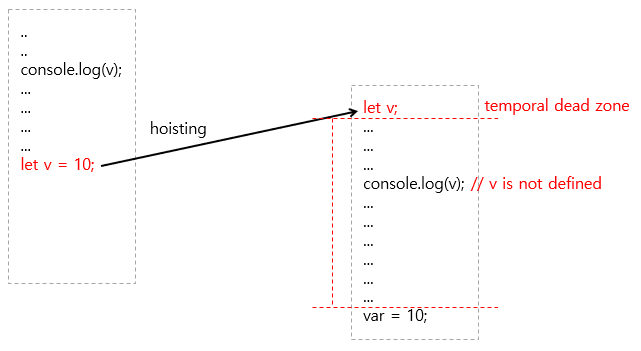 ..
..
console.log(v);
...
...
...
...
let v = 10;
hoisting
let v;
temporal dead zone
...
...
...
console.log(v); // v is not defined
...
...
...
...
...
...
var = 10;